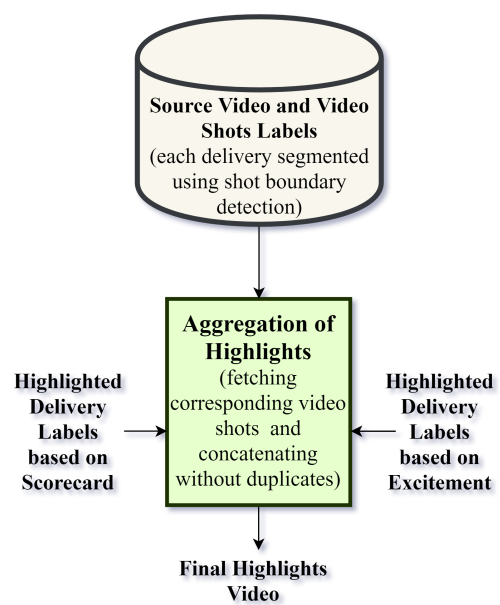 Source Video and Video
Shots Labels
(each delivery segmented
using shot boundary
detection)
Aggregation of
Highlights
(fetching
corresponding video
shots and
concatenating
without duplicates)
Highlighted
Delivery
Labels
based on
Scorecard
Highlighted
Delivery
Labels
based on
Excitement
Final Highlights
Video